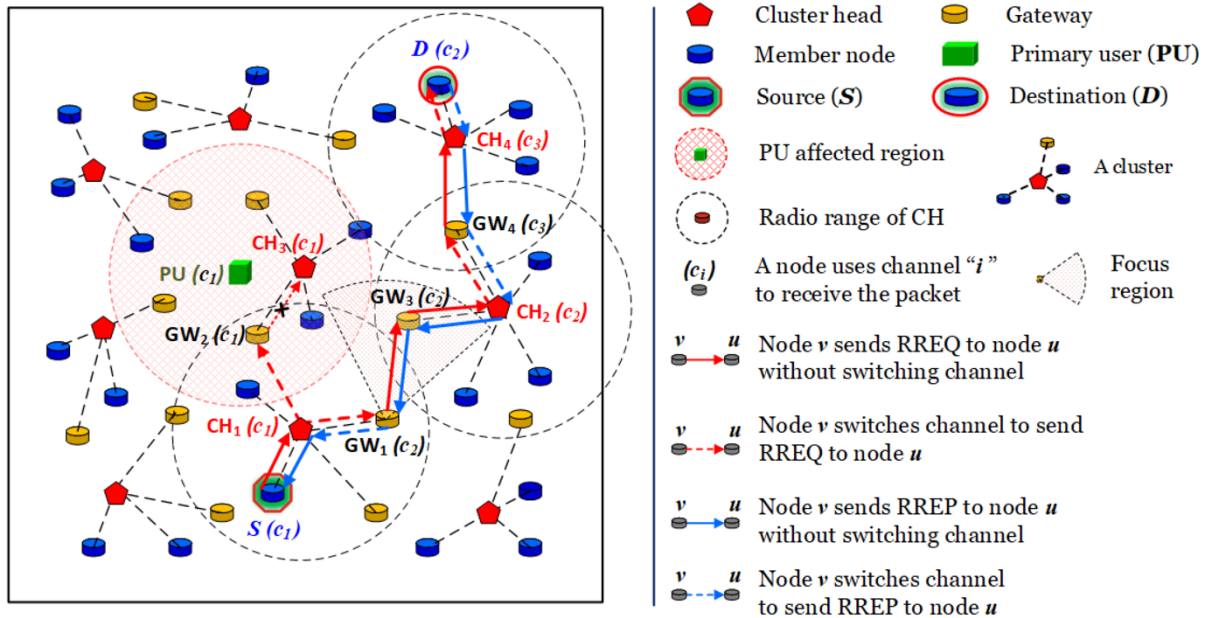 D (c2)
CH4 (c3)
GW4 (c3)
CH3 (c1)
PU (c1)
GW3 (c2)
CH2 (c2)
GW2 (c1)
CH1 (c1)
GW1 (c2)
S (c1)
Cluster head
Gateway
Member node
Primary user (PU)
Source (S)
Destination (D)
PU affected region
A cluster
Radio range of CH
(ci)
A node uses channel “i ”
to receive the packet
Focus
region
v u
Node v sends RREQ to node u
without switching channel
v u
Node v switches channel to send
RREQ to node u
v u
Node v sends RREP to node u
without switching channel
v u
Node v switches channel
to send RREP to node u